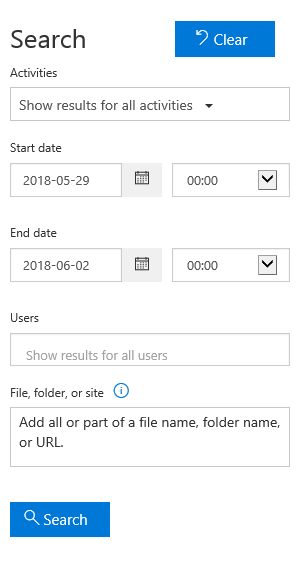 Search
Clear
Activities
Show results for all activities
Start date
2018-05-29
00:00
End date
2018-06-02
00:00
Users
Show results for all users
File, folder, or site
Add all or part of a file name, folder name,
or URL.
Search